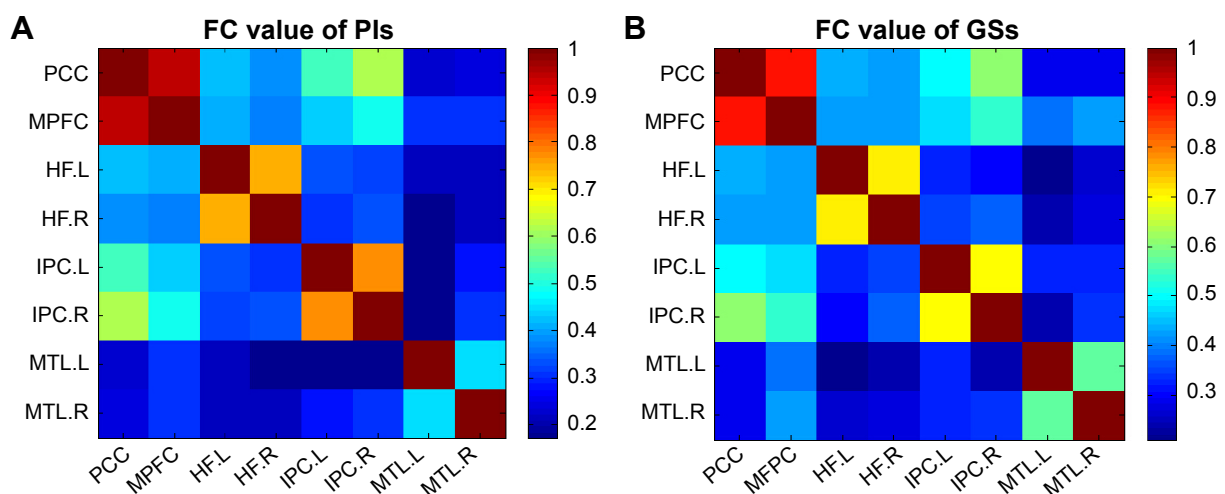 A
FC value of PIs
PCC
MPFC
HF.L
HF.R
IPC.L
IPC.R
MTL.L
MTL.R
PCC
MPFC
HF.L
HF.R
IPC.L
IPC.R
MTL.L
MTL.R
1
0.9
0.8
0.7
0.6
0.5
0.4
0.3
0.2
B
FC value of GSs
PCC
MPFC
HF.L
HF.R
IPC.L
IPC.R
MTL.L
MTL.R
PCC
MFPC
HF.L
HF.R
IPC.L
IPC.R
MTL.L
MTL.R
1
0.9
0.8
0.7
0.6
0.5
0.4
0.3